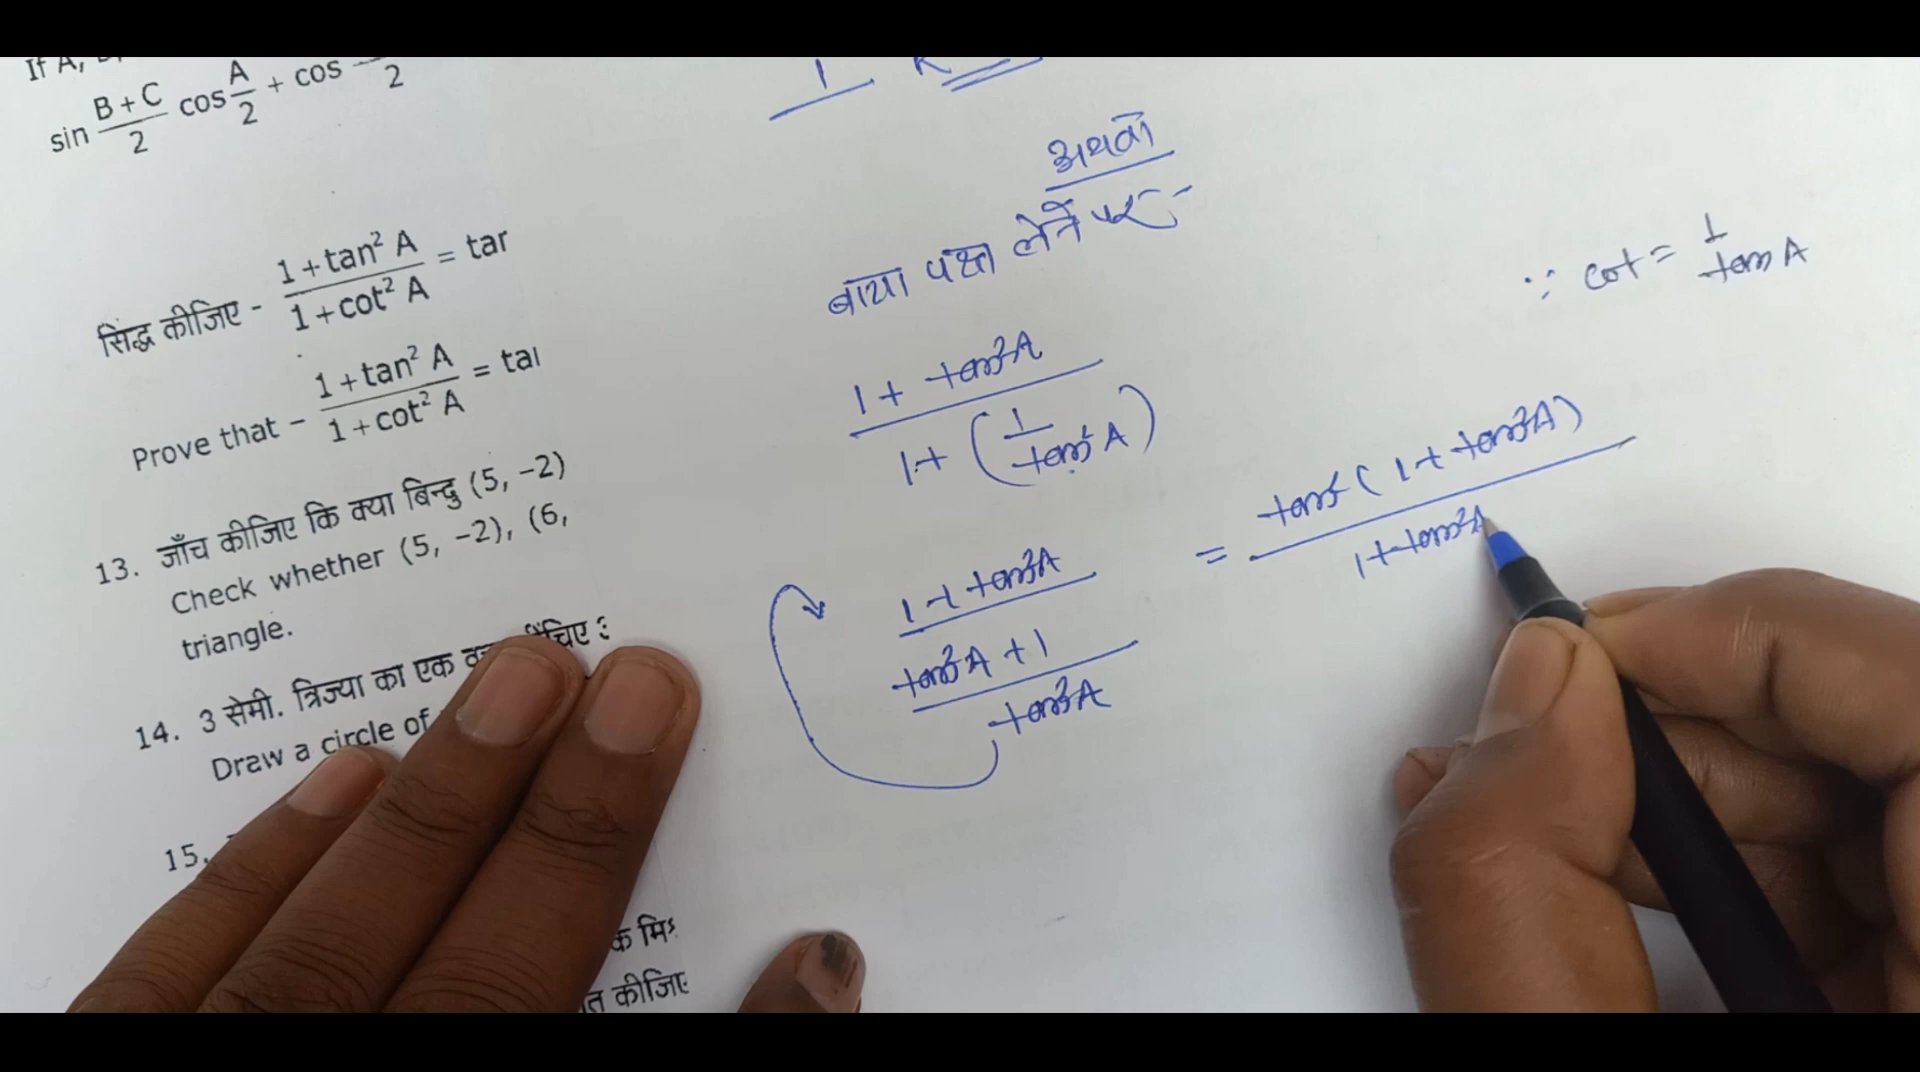 If A,
sin B+C/2 cos A/2 + cos /2
सिद्ध कीजिए - 1+tan² A / 1+cot² A = tar
Prove that - 1+tan² A / 1+cot² A = tal
13. जाँच कीजिए कि क्या बिन्दु (5, -2)
Check whether (5, -2), (6,
triangle.
14. 3 सेमी. त्रिज्या का एक
Draw a circle of
15.
क मिश्
कीजिए
अथवा
बाया पक्ष लेने पर -
1 + tan²A / 1 + (1 / tan²A)
∵ cot = 1 / tan A
1 + tan²A / tan²A + 1 / tan²A
= tan²(1 + tan²A) / 1 + tan²A